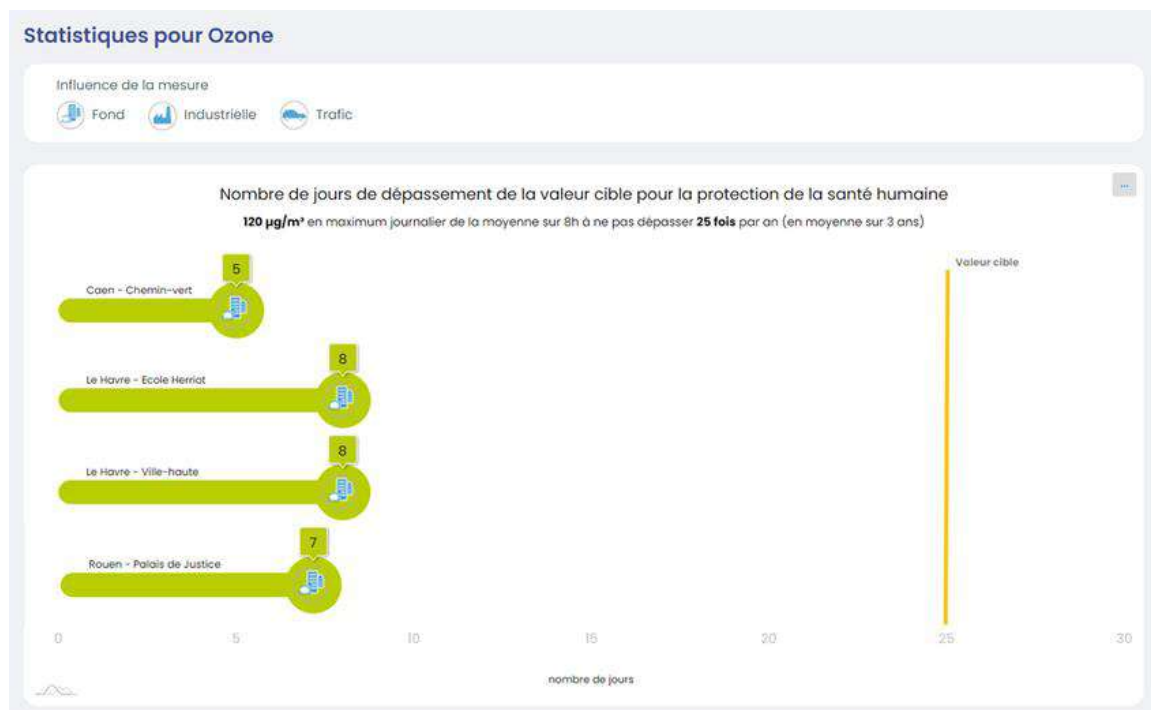 Statistiques pour Ozone
Influence de la mesure
Fond Industrielle Trafic
...
Nombre de jours de dépassement de la valeur cible pour la protection de la santé humaine
120 µg/m³ en maximum journalier de la moyenne sur 8h à ne pas dépasser 25 fois par an (en moyenne sur 3 ans)
Valeur cible
5
Caen - Chemin-vert
8
Le Havre - Ecole Herriot
8
Le Havre - Ville-haute
7
Rouen - Palais de Justice
0 5 10 15 20 25 30
nombre de jours